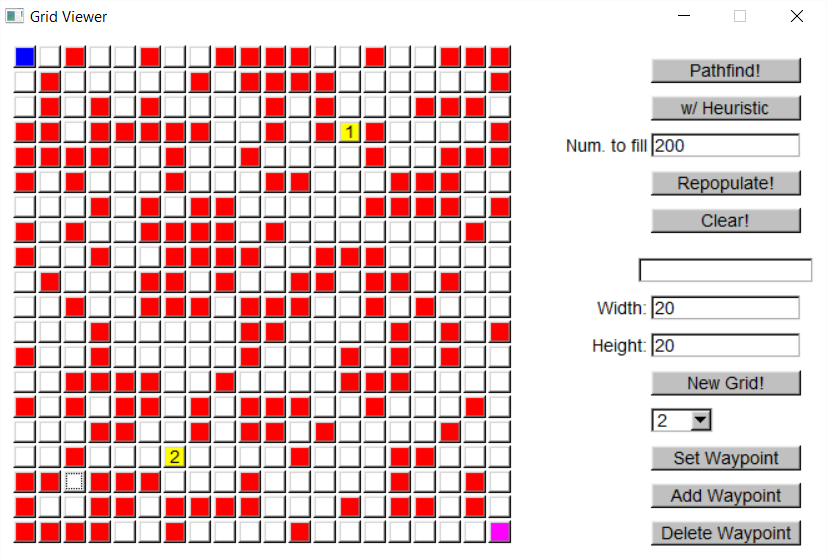 Grid Viewer
Pathfind!
w/ Heuristic
1
Num. to fill 200
Repopulate!
Clear!
Width: 20
Height: 20
New Grid!
2
2
Set Waypoint
Add Waypoint
Delete Waypoint